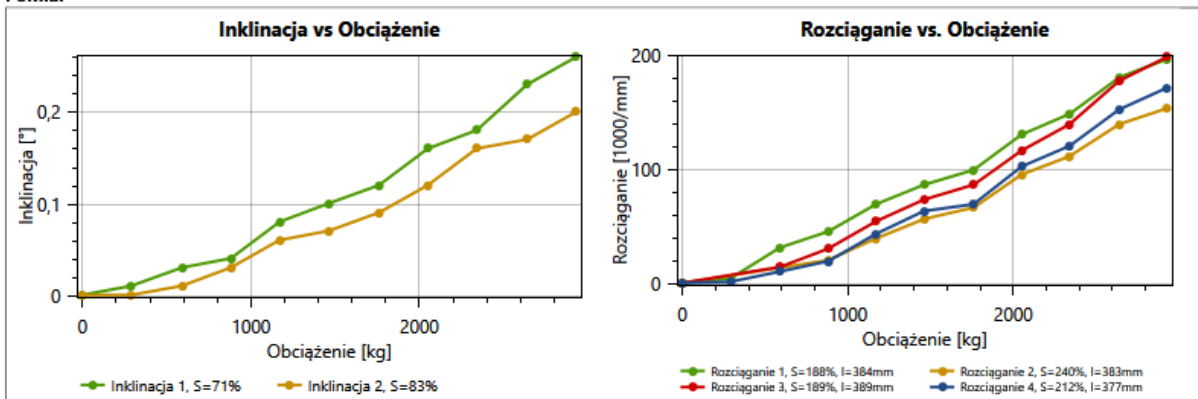 Inklinacja vs Obciążenie
Inklinacja [°]
0,2
0,1
0
0
1000
2000
Obciążenie [kg]
Inklinacja 1, S=71%
Inklinacja 2, S=83%
Rozciąganie vs. Obciążenie
Rozciąganie [1000/mm]
200
100
0
0
1000
2000
Obciążenie [kg]
Rozciąganie 1, S=188%, l=384mm
Rozciąganie 2, S=240%, l=383mm
Rozciąganie 3, S=189%, l=389mm
Rozciąganie 4, S=212%, l=377mm